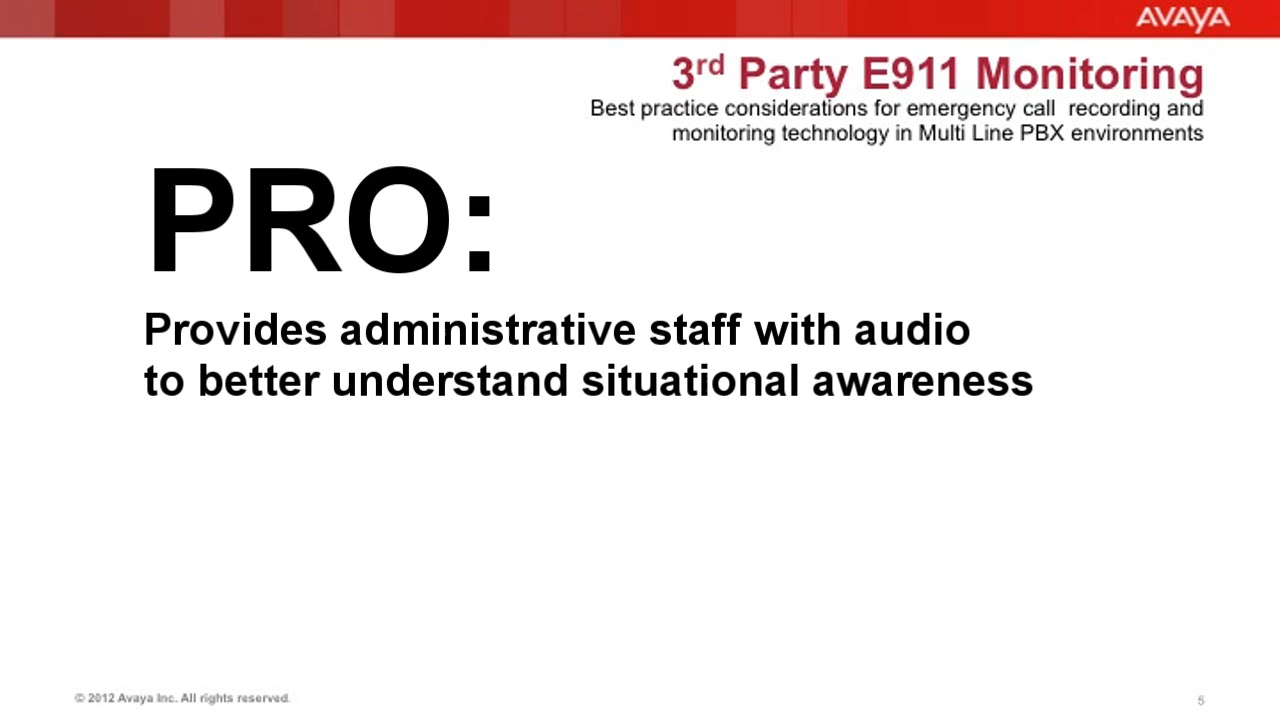 AVAYA
3rd Party E911 Monitoring
Best practice considerations for emergency call recording and
monitoring technology in Multi Line PBX environments
PRO:
Provides administrative staff with audio
to better understand situational awareness
© 2012 Avaya Inc. All rights reserved.
5